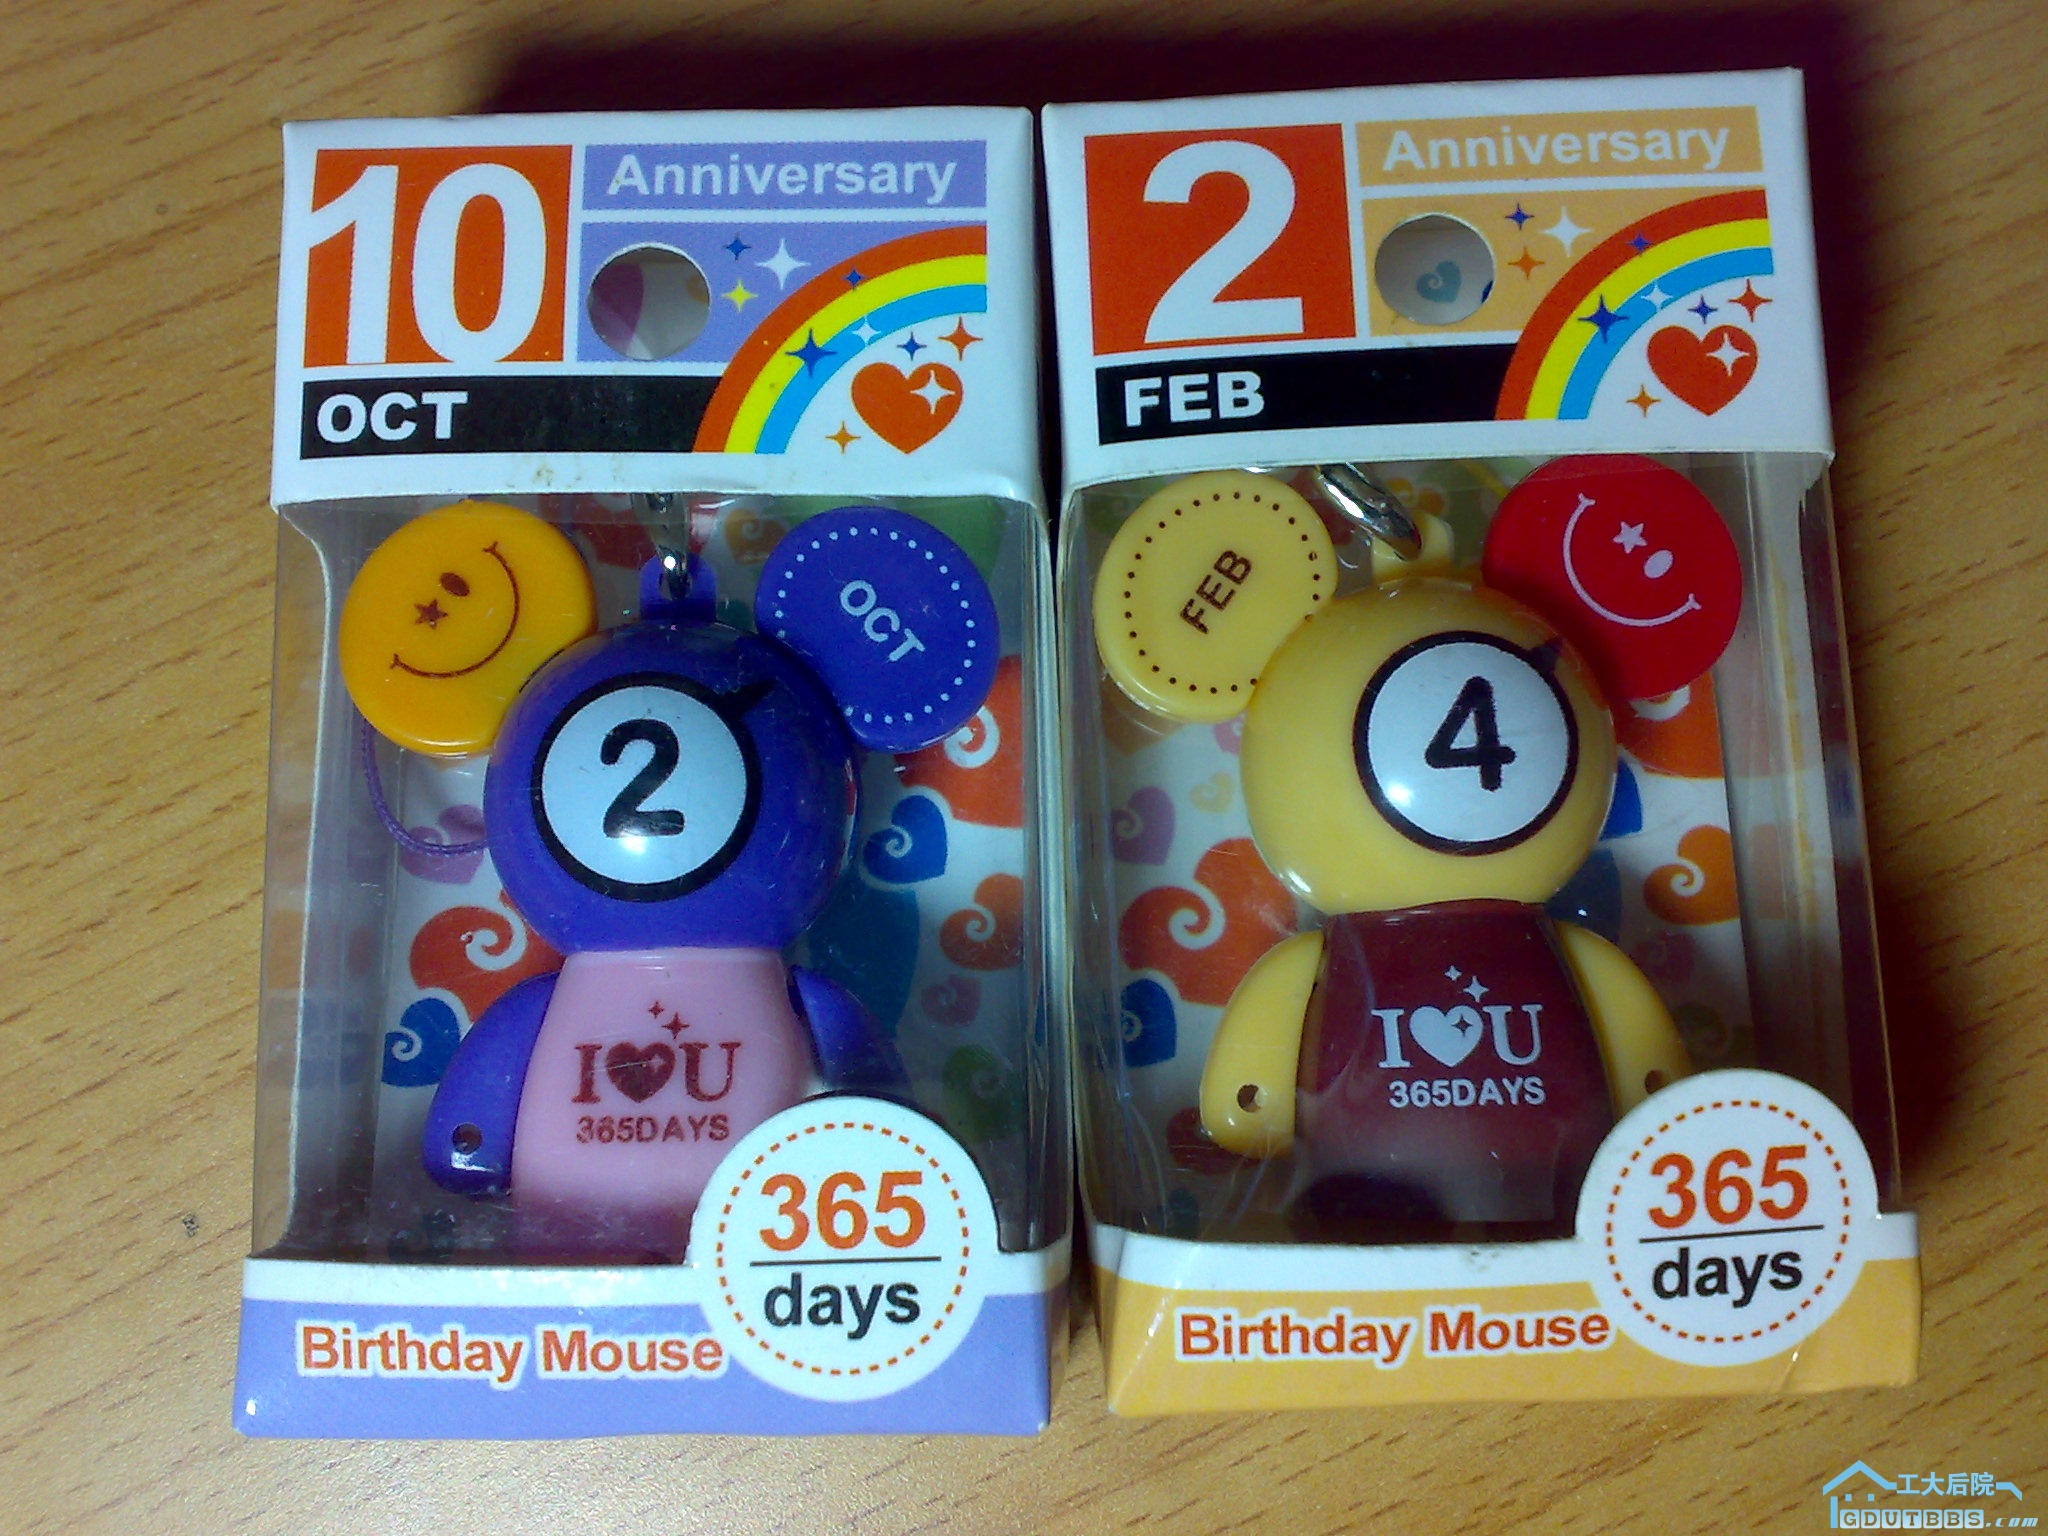 10
Anniversary
OCT
OCT
2
I U
365DAYS
365
days
Birthday Mouse
2
Anniversary
FEB
FEB
4
I U
365DAYS
365
days
Birthday Mouse
工大后院
GDUTBBS.com